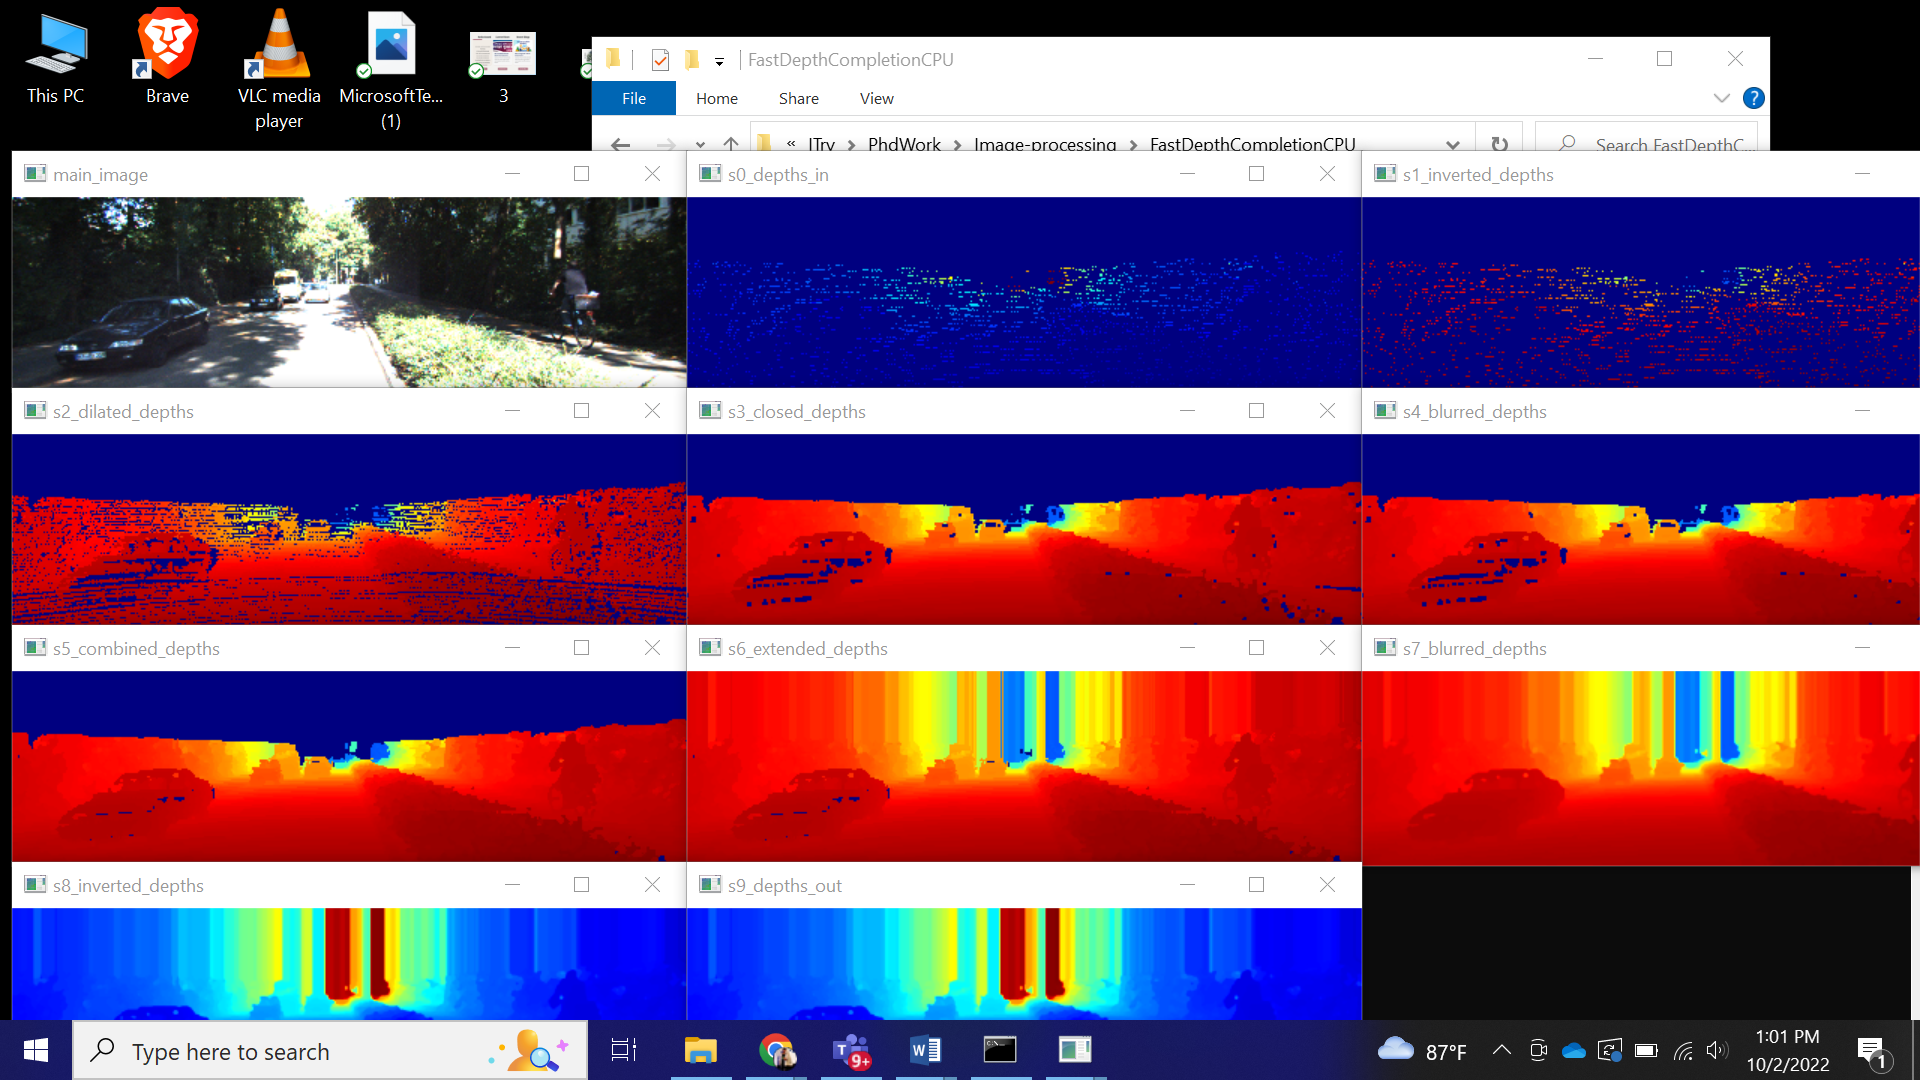 This PC
Brave
VLC media
player
MicrosoftTe...
(1)
3
FastDepthCompletionCPU
File
Home
Share
View
?
« ITry > PhdWork > Image-processing > FastDepthCompletionCPU
Search FastDepthC...
main_image
s0_depths_in
s1_inverted_depths
s2_dilated_depths
s3_closed_depths
s4_blurred_depths
s5_combined_depths
s6_extended_depths
s7_blurred_depths
s8_inverted_depths
s9_depths_out
Type here to search
T
9+
W
C:\_
87°F
1:01 PM
10/2/2022
1